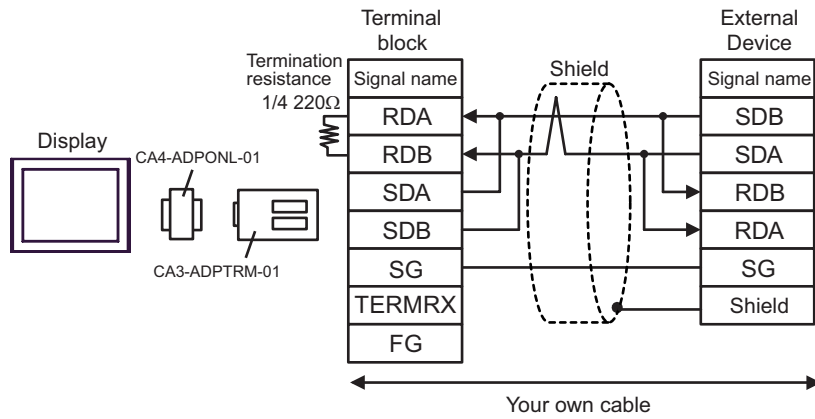 Terminal
block
External
Device
Termination
resistance
1/4 220Ω
Shield
Signal name
Signal name
RDA
SDB
RDB
SDA
SDA
RDB
SDB
RDA
SG
SG
TERMRX
Shield
FG
Display
CA4-ADPONL-01
CA3-ADPTRM-01
Your own cable